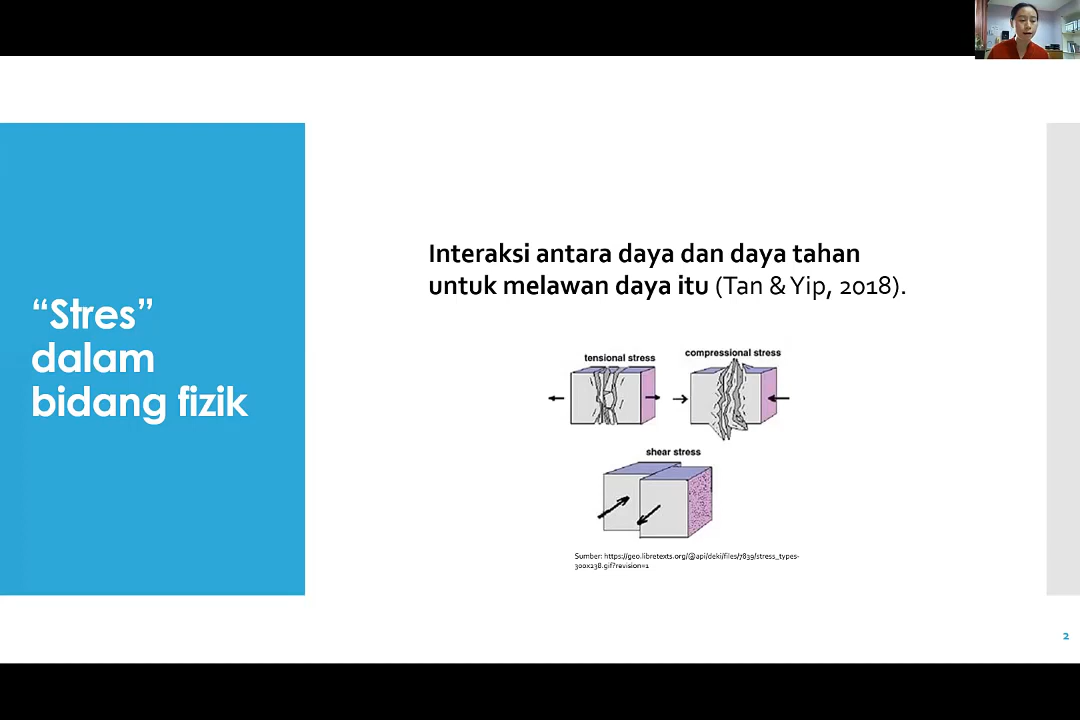 “Stres”
dalam
bidang fizik
Interaksi antara daya dan daya tahan
untuk melawan daya itu (Tan & Yip, 2018).
tensional stress
compressional stress
shear stress
Sumber: https://geo.libretexts.org/@api/deki/files/7839/stress_types-
300x238.gif?revision=1
2